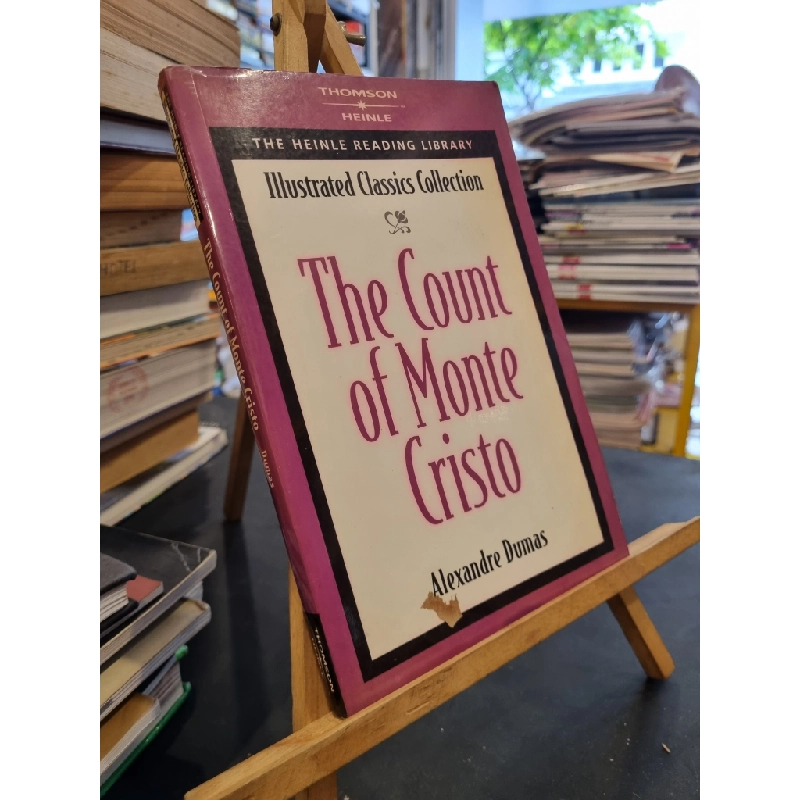 THOMSON
HEINLE
THE HEINLE READING LIBRARY
Illustrated Classics Collection
The Count
of Monte
Cristo
Alexandre Dumas
The Count of Monte Cristo
Dumas
THOMSON